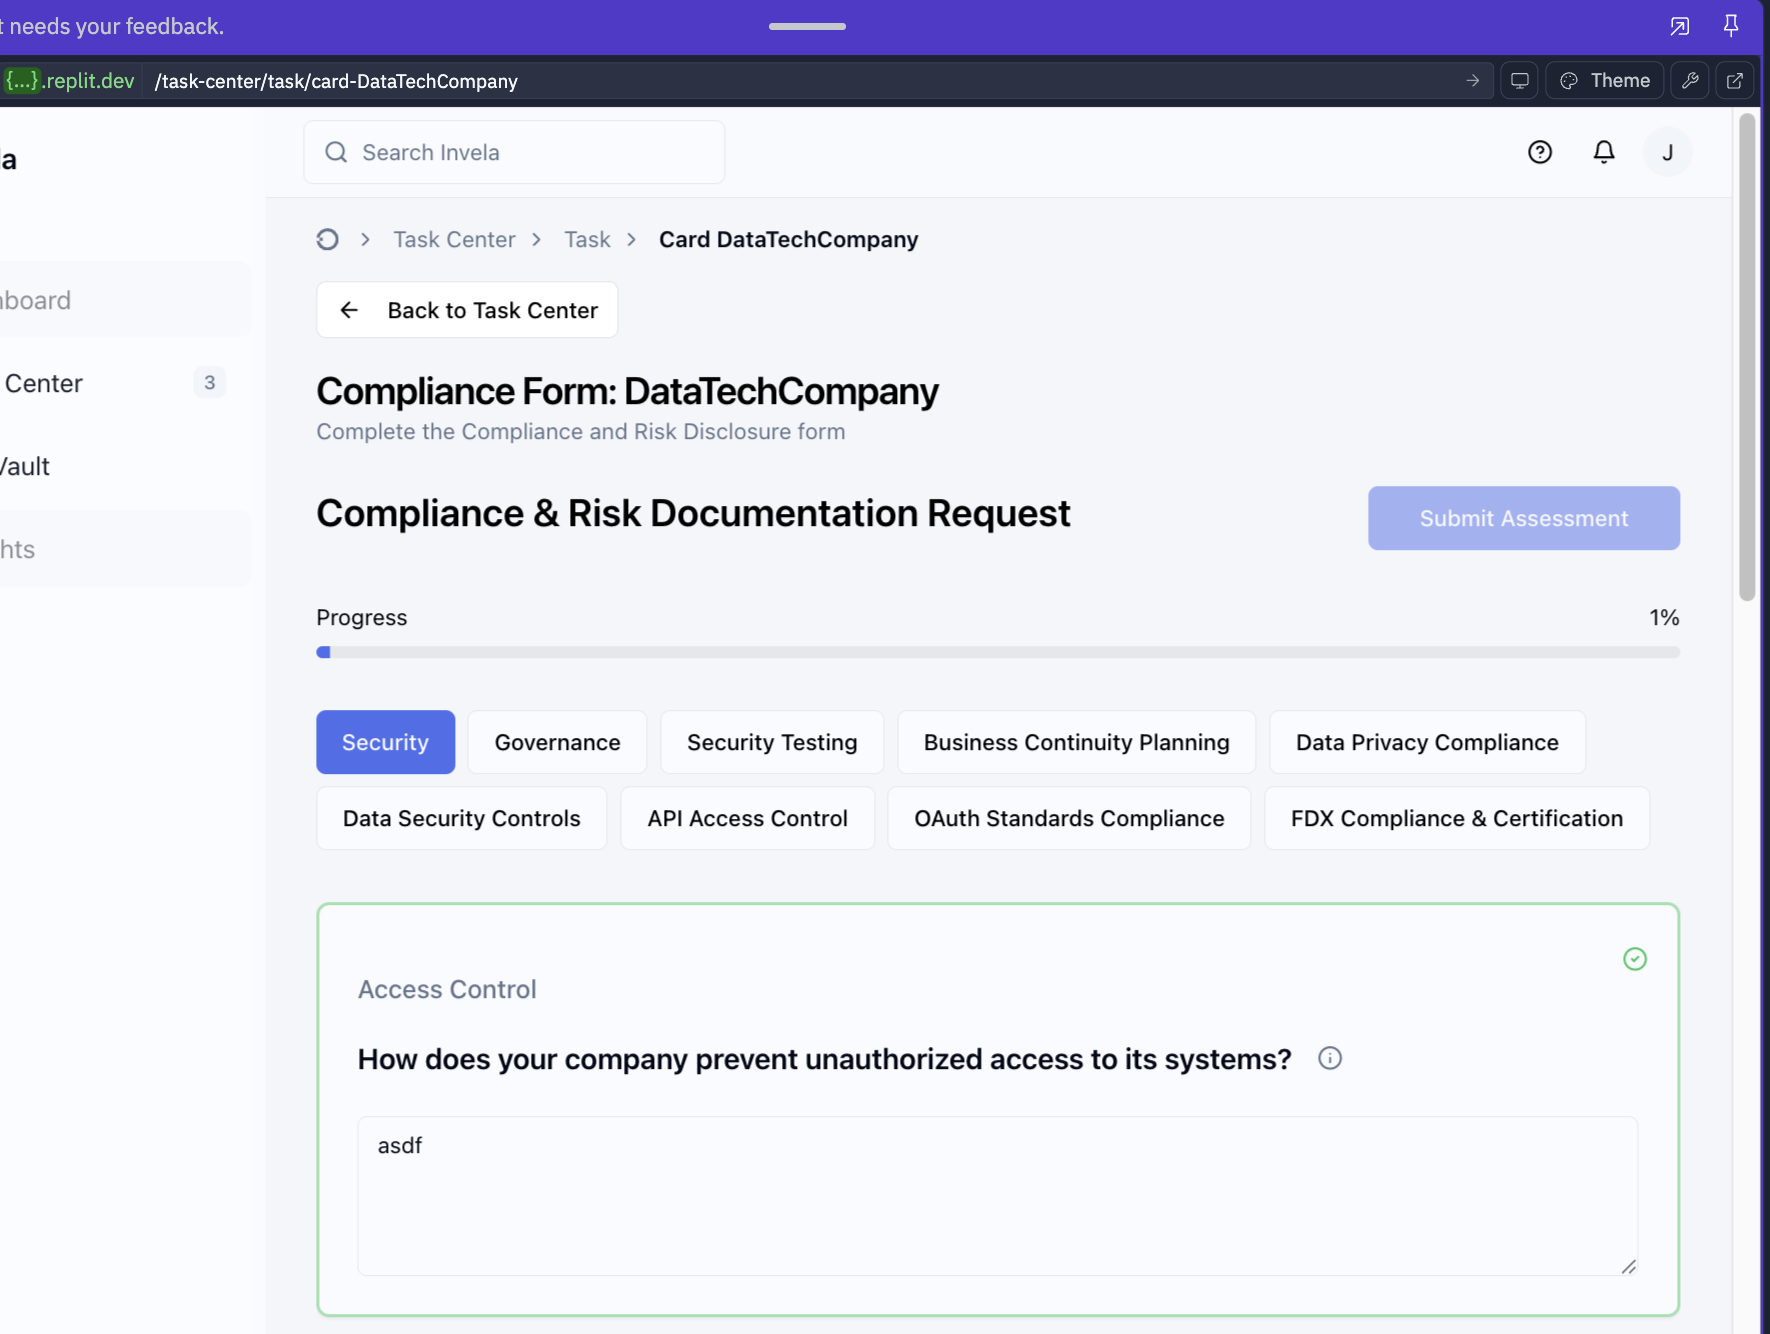 t needs your feedback.
{...}.replit.dev /task-center/task/card-DataTechCompany Theme
la
Search Invela
J
Task Center > Task > Card DataTechCompany
board
Back to Task Center
Center 3
Compliance Form: DataTechCompany
Complete the Compliance and Risk Disclosure form
Vault
Compliance & Risk Documentation Request
Submit Assessment
hts
Progress 1%
Security Governance Security Testing Business Continuity Planning Data Privacy Compliance
Data Security Controls API Access Control OAuth Standards Compliance FDX Compliance & Certification
Access Control
How does your company prevent unauthorized access to its systems?
asdf